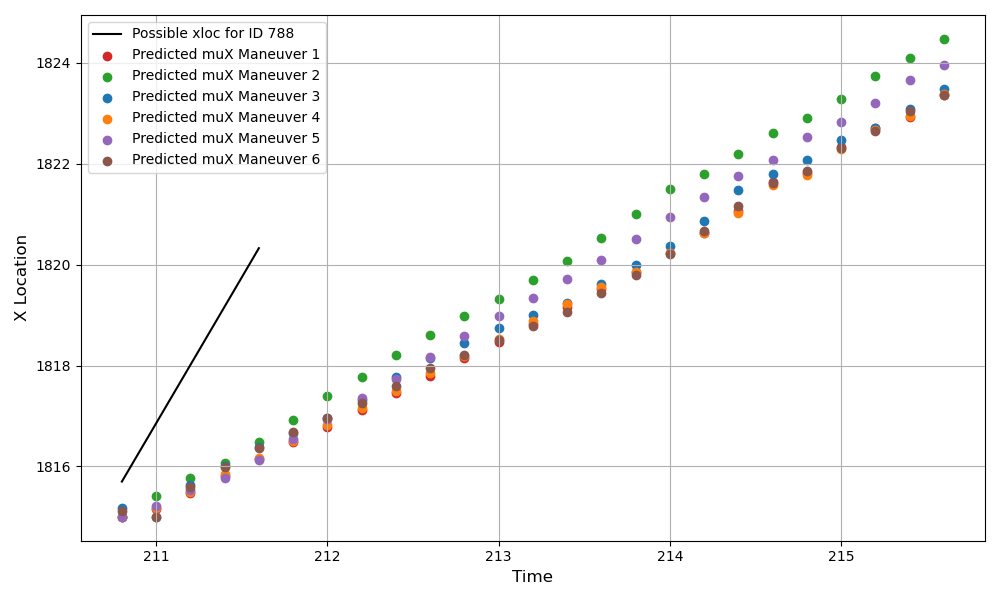 Possible xloc for ID 788
Predicted muX Maneuver 1
Predicted muX Maneuver 2
Predicted muX Maneuver 3
Predicted muX Maneuver 4
Predicted muX Maneuver 5
Predicted muX Maneuver 6
1824
1822
1820
1818
1816
X Location
211
212
213
214
215
Time